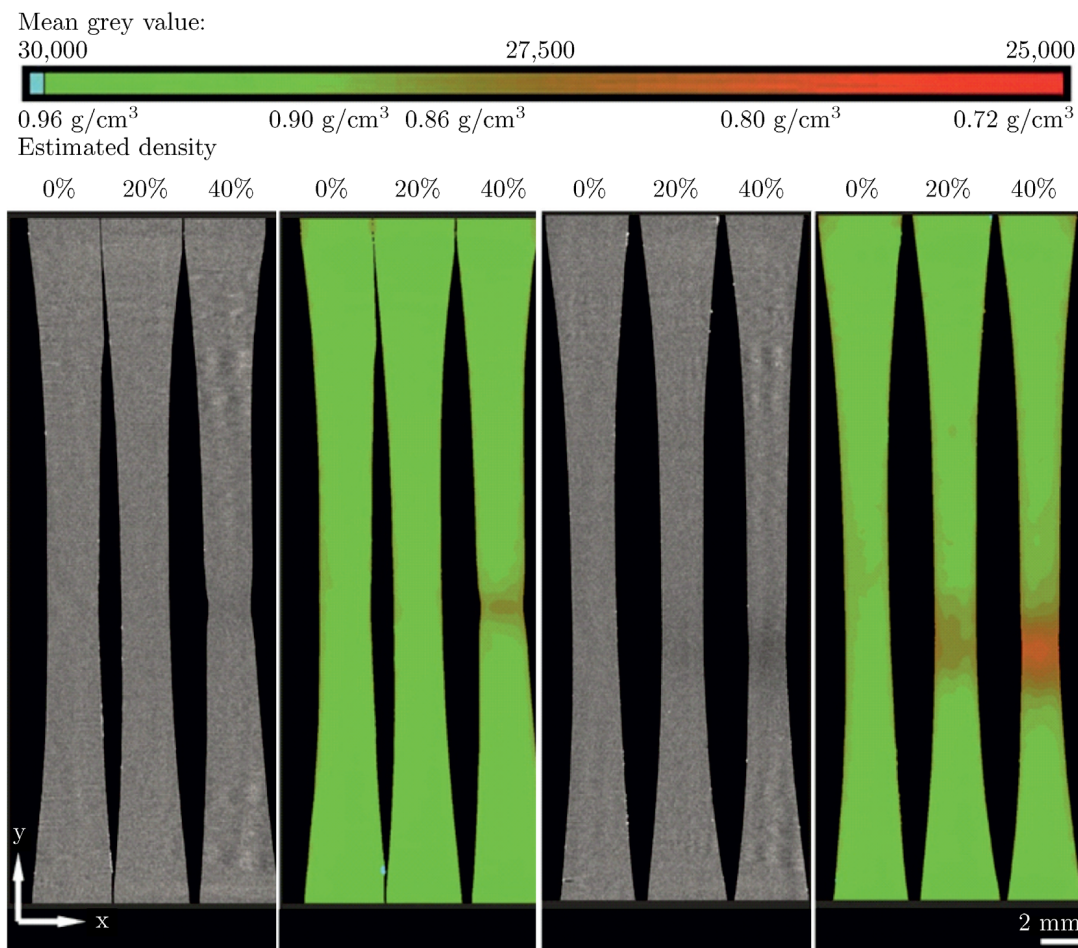 Mean grey value:
30,000 27,500 25,000
0.96 g/cm³ 0.90 g/cm³ 0.86 g/cm³ 0.80 g/cm³ 0.72 g/cm³
Estimated density
0% 20% 40% 0% 20% 40% 0% 20% 40% 0% 20% 40%
y
x
2 mm